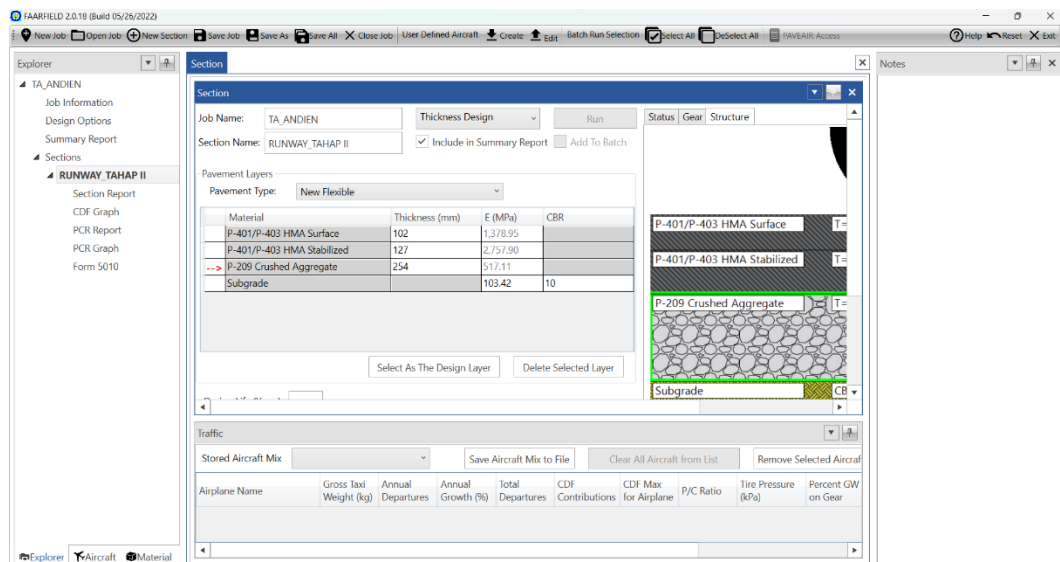 FAARFIELD 2.0.18 (Build 05/26/2022)
New Job Open Job New Section Save Job Save As Save All Close Job User Defined Aircraft Create Edit Batch Run Selection Select All DeSelect All PAVEAIR Access Help Reset Exit
Explorer
TA_ANDIEN
Job Information
Design Options
Summary Report
Sections
RUNWAY_TAHAP II
Section Report
CDF Graph
PCR Report
PCR Graph
Form 5010
Explorer Aircraft Material
Section
Section
Job Name: TA_ANDIEN Thickness Design Run
Section Name: RUNWAY_TAHAP II Include in Summary Report Add To Batch
Pavement Layers
Pavement Type: New Flexible
Material Thickness (mm) E (MPa) CBR
P-401/P-403 HMA Surface 102 1,378.95
P-401/P-403 HMA Stabilized 127 2,757.90
--> P-209 Crushed Aggregate 254 517.11
Subgrade 103.42 10
Select As The Design Layer Delete Selected Layer
Status Gear Structure
P-401/P-403 HMA Surface T=
P-401/P-403 HMA Stabilized T=
P-209 Crushed Aggregate T=
Subgrade CB
Traffic
Stored Aircraft Mix Save Aircraft Mix to File Clear All Aircraft from List Remove Selected Aircraf
Airplane Name Gross Taxi Weight (kg) Annual Departures Annual Growth (%) Total Departures CDF Contributions CDF Max for Airplane P/C Ratio Tire Pressure (kPa) Percent GW on Gear
Notes